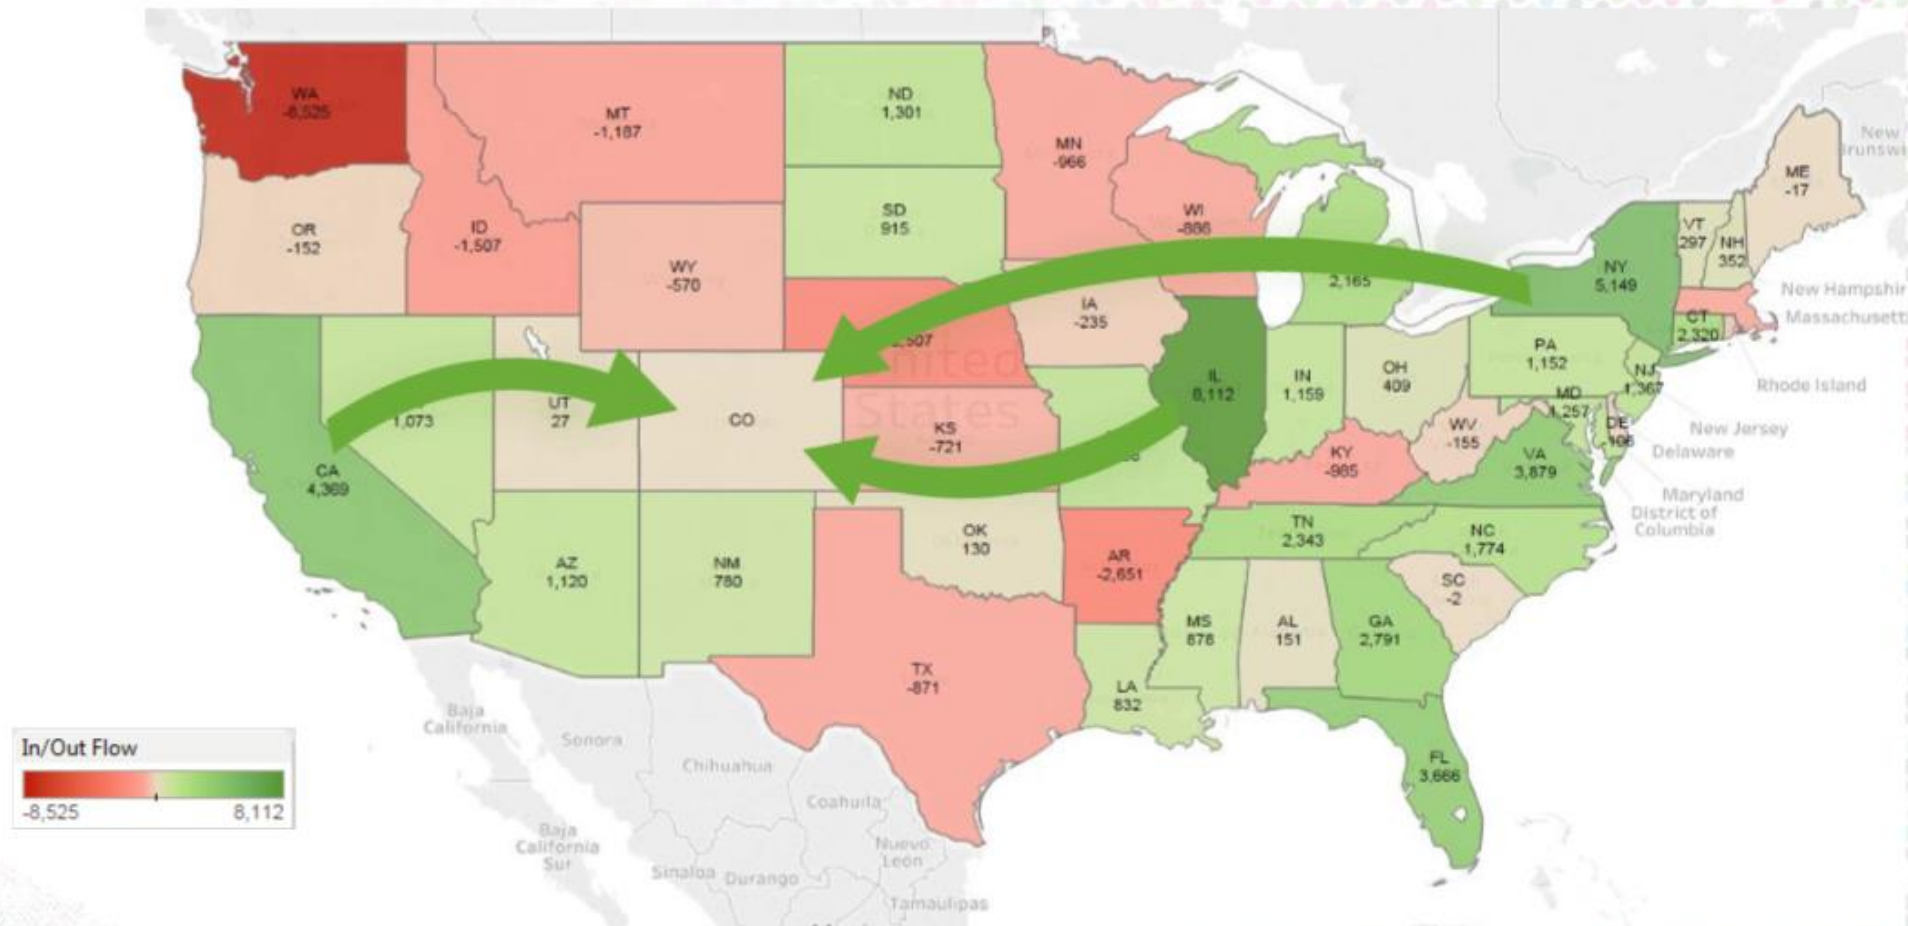 WA
-8,525
MT
-1,187
ND
1,301
MN
-966
ME
-17
New
OR
-152
ID
-1,507
SD
915
WI
-886
VT
297
NH
352
WY
-570
NY
5,149
2,165
IA
-235
New Hampshire
Massachusetts
CT
2,320
United
States
PA
1,152
NJ
1,367
Rhode Island
OH
409
IL
8,112
IN
1,159
MD
1,257
DE
UT
27
1,073
CO
KS
-721
WV
-155
New Jersey
Delaware
KY
-985
VA
3,879
CA
4,369
Maryland
District of
Columbia
OK
130
TN
2,343
NC
1,774
AZ
1,120
NM
780
AR
-2,651
SC
-2
MS
878
AL
151
GA
2,791
TX
-871
LA
832
FL
3,666
Baja
California
Sonora
Chihuahua
Coahuila
Baja
California
Sur
Sinaloa
Durango
Nuevo
León
Tamaulipas
In/Out Flow
-8,525
8,112